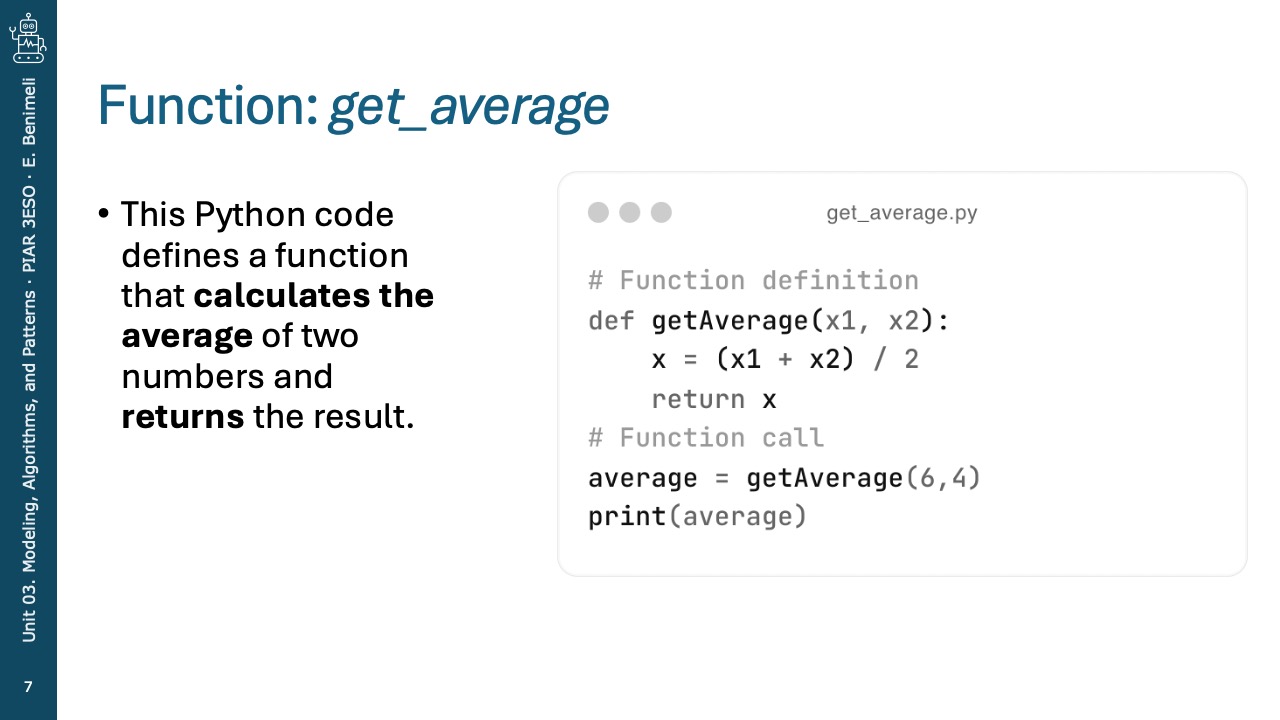 Unit 03. Modeling, Algorithms, and Patterns · PIAR 3ESO · E. Benimeli
7
Function: get_average
• This Python code
defines a function
that calculates the
average of two
numbers and
returns the result.
get_average.py
# Function definition
def getAverage(x1, x2):
    x = (x1 + x2) / 2
    return x
# Function call
average = getAverage(6,4)
print(average)